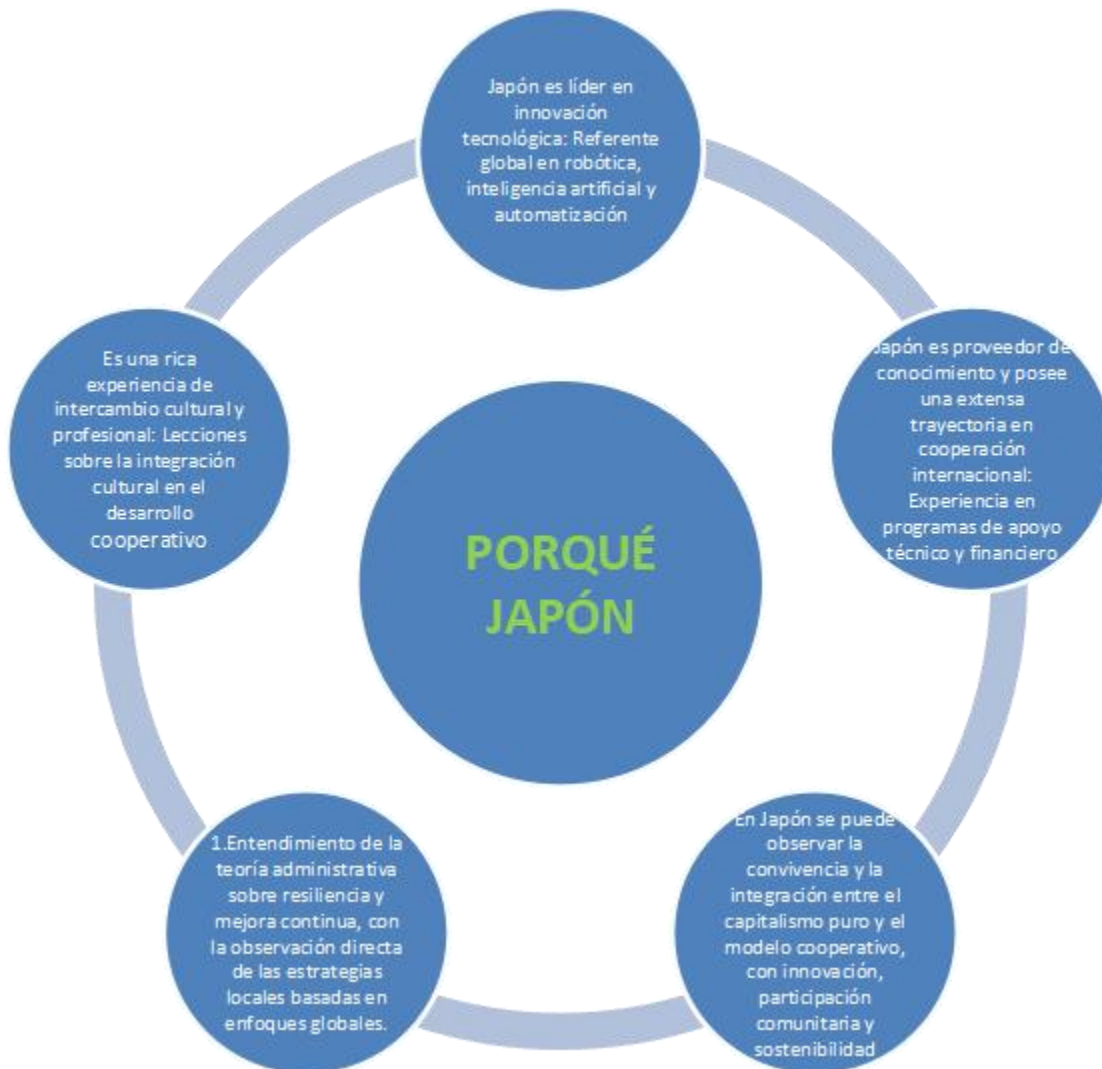 Japón es líder en
innovación
tecnológica: Referente
global en robótica,
inteligencia artificial y
automatización
Japón es proveedor de
conocimiento y posee
una extensa
trayectoria en
cooperación
internacional:
Experiencia en
programas de apoyo
técnico y financiero
En Japón se puede
observar la
convivencia y la
integración entre el
capitalismo puro y el
modelo cooperativo,
con innovación,
participación
comunitaria y
sostenibilidad
1.Entendimiento de la
teoría administrativa
sobre resiliencia y
mejora continua, con
la observación directa
de las estrategias
locales basadas en
enfoques globales.
Es una rica
experiencia de
intercambio cultural y
profesional: Lecciones
sobre la integración
cultural en el
desarrollo
cooperativo
PORQUÉ
JAPÓN